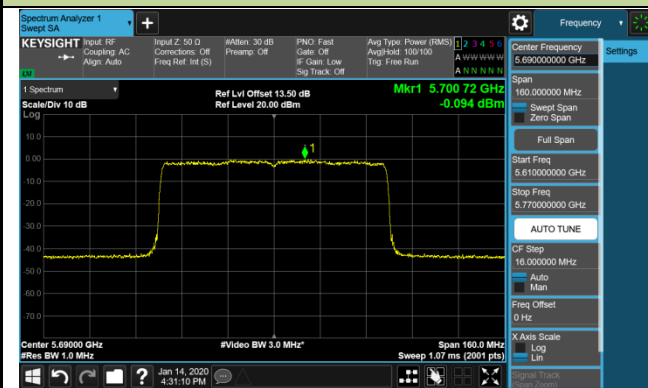 Spectrum Analyzer 1
Swept SA
Frequency
KEYSIGHT
Input: RF
Coupling: AC
Align: Auto
Input Z: 50 Ω
Corrections: Off
Freq Ref: Int (S)
#Atten: 30 dB
Preamp: Off
PNO: Fast
Gate: Off
IF Gain: Low
Sig Track: Off
Avg Type: Power (RMS)
Avg|Hold: 100/100
Trig: Free Run
1 2 3 4 5 6
A W W W W W
A N N N N N
1 Spectrum
Scale/Div 10 dB
Log
Ref Lvl Offset 13.50 dB
Ref Level 20.00 dBm
Mkr1 5.700 72 GHz
-0.094 dBm
1
10.0
0.00
-10.0
-20.0
-30.0
-40.0
-50.0
-60.0
-70.0
Center 5.69000 GHz
#Res BW 1.0 MHz
#Video BW 3.0 MHz*
Span 160.0 MHz
Sweep 1.07 ms (2001 pts)
Center Frequency
5.690000000 GHz
Settings
Span
160.000000 MHz
Swept Span
Zero Span
Full Span
Start Freq
5.610000000 GHz
Stop Freq
5.770000000 GHz
AUTO TUNE
CF Step
16.000000 MHz
Auto
Man
Freq Offset
0 Hz
X Axis Scale
Log
Lin
Signal Track
(Span Zoom)
?
Jan 14, 2020
4:31:10 PM